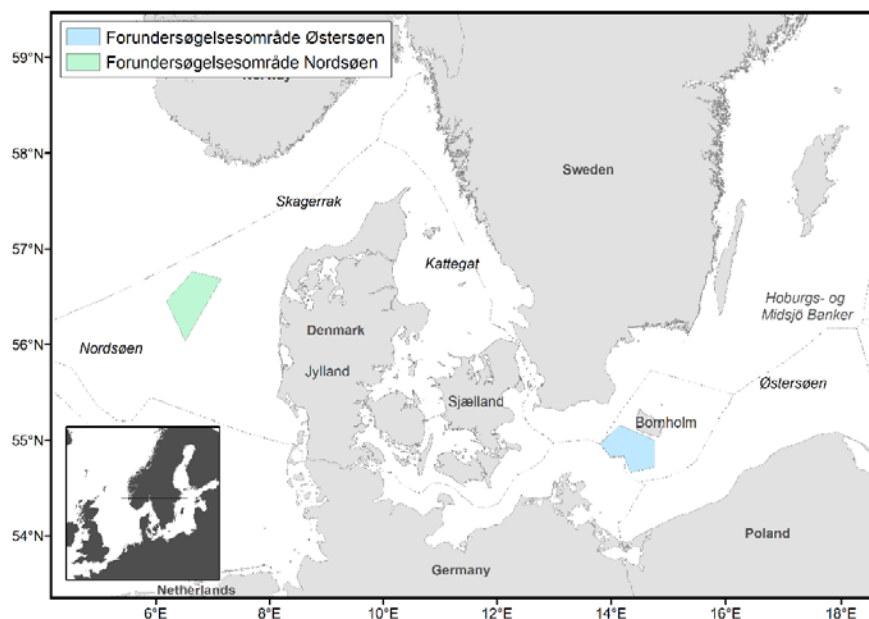 Forundersøgelsesområde Østersøen
Forundersøgelsesområde Nordsøen
Norway
59°N
58°N
57°N
56°N
55°N
54°N
Sweden
Skagerrak
Kattegat
Hoburgs- og
Midsjö Banker
Denmark
Nordsøen
Jylland
Østersøen
Sjælland
Bornholm
Poland
Germany
Netherlands
6°E
8°E
10°E
12°E
14°E
16°E
18°E